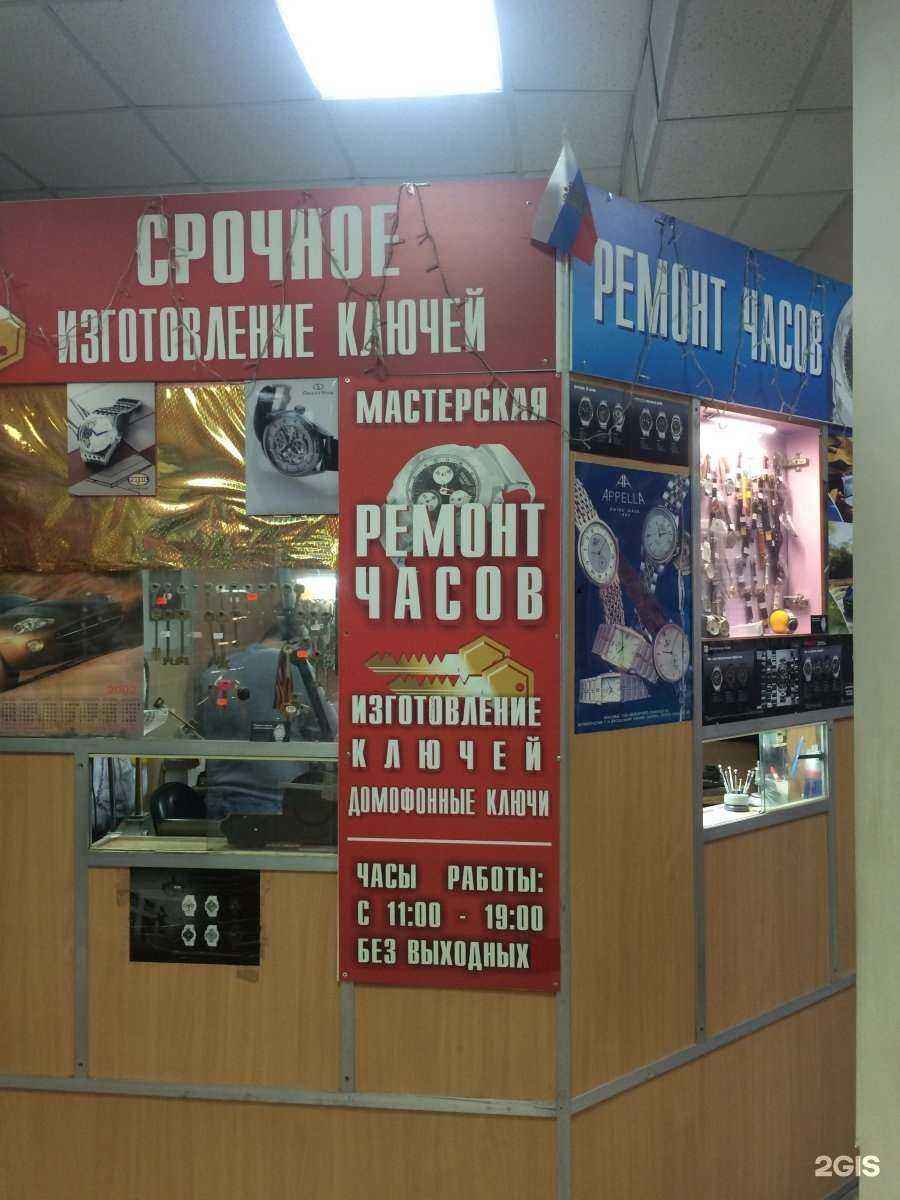 СРОЧНОЕ
ИЗГОТОВЛЕНИЕ КЛЮЧЕЙ
РЕМОНТ ЧАСОВ
МАСТЕРСКАЯ
РЕМОНТ
ЧАСОВ
ИЗГОТОВЛЕНИЕ
КЛЮЧЕЙ
ДОМОФОННЫЕ КЛЮЧИ
ЧАСЫ РАБОТЫ:
С 11:00 - 19:00
БЕЗ ВЫХОДНЫХ
APPELLA
2002
2GIS